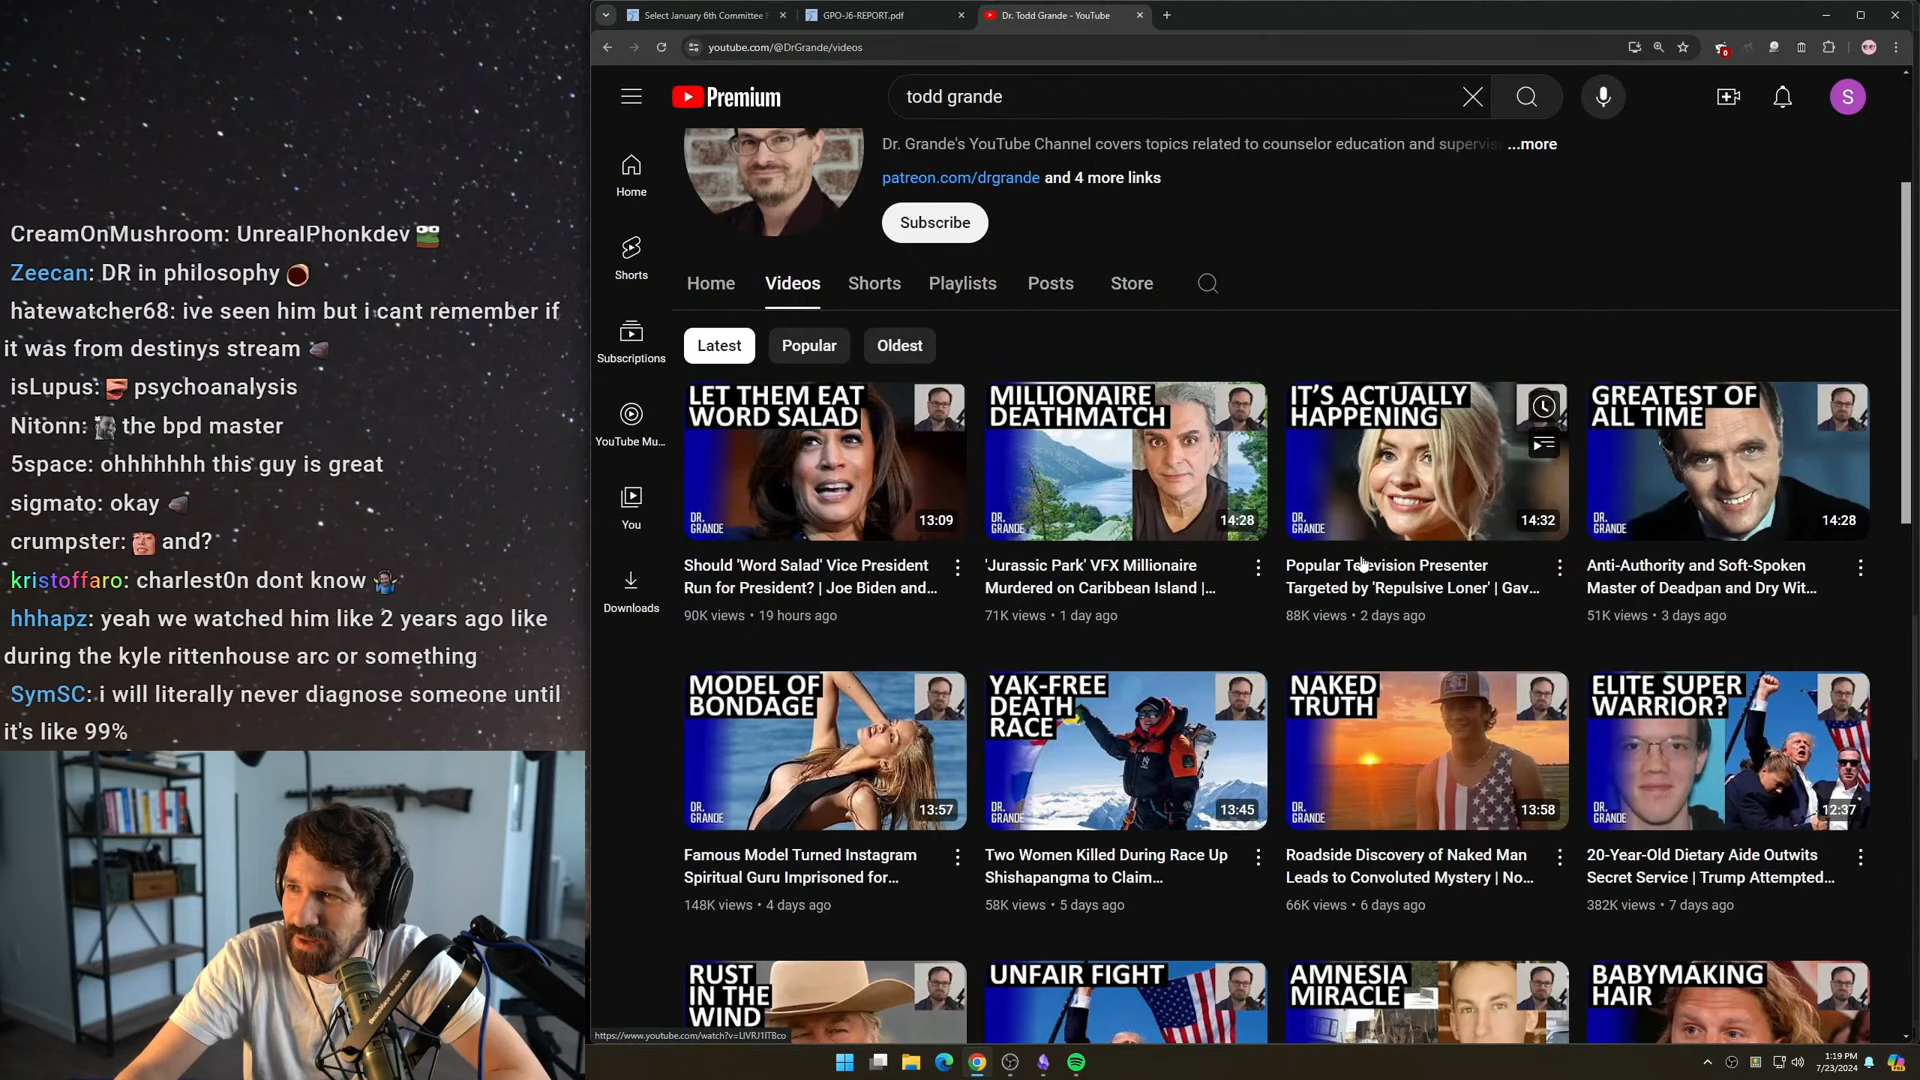 Select January 6th Committee F
GPO-J6-REPORT.pdf
Dr. Todd Grande - YouTube
youtube.com/@DrGrande/videos
0
Premium
todd grande
S
Dr. Grande's YouTube Channel covers topics related to counselor education and supervis ...more
patreon.com/drgrande and 4 more links
Subscribe
Home
Shorts
Subscriptions
YouTube Mu...
You
Downloads
Home Videos Shorts Playlists Posts Store
Latest Popular Oldest
LET THEM EAT
WORD SALAD
DR.
GRANDE
13:09
Should 'Word Salad' Vice President
Run for President? | Joe Biden and...
90K views • 19 hours ago
MILLIONAIRE
DEATHMATCH
14:28
'Jurassic Park' VFX Millionaire
Murdered on Caribbean Island |...
71K views • 1 day ago
IT'S ACTUALLY
HAPPENING
DR.
GRANDE
14:32
Popular Television Presenter
Targeted by 'Repulsive Loner' | Gav...
88K views • 2 days ago
GREATEST OF
ALL TIME
DR.
GRANDE
14:28
Anti-Authority and Soft-Spoken
Master of Deadpan and Dry Wit...
51K views • 3 days ago
MODEL OF
BONDAGE
DR.
GRANDE
13:57
Famous Model Turned Instagram
Spiritual Guru Imprisoned for...
148K views • 4 days ago
YAK-FREE
DEATH
RACE
DR.
GRANDE
13:45
Two Women Killed During Race Up
Shishapangma to Claim...
58K views • 5 days ago
NAKED
TRUTH
DR.
GRANDE
13:58
Roadside Discovery of Naked Man
Leads to Convoluted Mystery | No...
66K views • 6 days ago
ELITE SUPER
WARRIOR?
DR.
GRANDE
12:37
20-Year-Old Dietary Aide Outwits
Secret Service | Trump Attempted...
382K views • 7 days ago
RUST
IN THE
WIND
UNFAIR FIGHT
AMNESIA
MIRACLE
BABYMAKING
HAIR
1:19 PM
7/23/2024
CreamOnMushroom: UnrealPhonkdev
Zeecan: DR in philosophy
hatewatcher68: ive seen him but i cant remember if
it was from destinys stream
isLupus: psychoanalysis
Nitonn: the bpd master
5space: ohhhhhhh this guy is great
sigmato: okay
crumpster: and?
kristoffaro: charlest0n dont know
hhhapz: yeah we watched him like 2 years ago like
during the kyle rittenhouse arc or something
SymSC: i will literally never diagnose someone until
it's like 99%